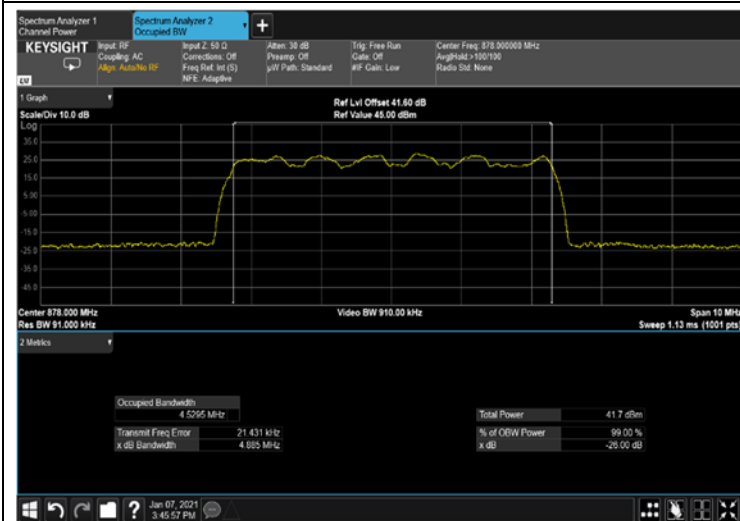 Spectrum Analyzer 1
Channel Power
Spectrum Analyzer 2
Occupied BW
+
KEYSIGHT
Input: RF
Coupling: AC
Align: Auto/No RF
Input Z: 50 Ω
Corrections: Off
Freq Ref: Int (S)
NFE: Adaptive
Atten: 30 dB
Preamp: Off
µW Path: Standard
Trig: Free Run
Gate: Off
#IF Gain: Low
Center Freq: 878.000000 MHz
Avg|Hold:>100/100
Radio Std: None
1 Graph
Scale/Div 10.0 dB
Ref Lvl Offset 41.60 dB
Ref Value 45.00 dBm
Log
35.0
25.0
15.0
5.00
-5.00
-15.0
-25.0
-35.0
-45.0
Center 878.000 MHz
Res BW 91.000 kHz
Video BW 910.00 kHz
Span 10 MHz
Sweep 1.13 ms (1001 pts)
2 Metrics
Occupied Bandwidth
4.5295 MHz
Transmit Freq Error 21.431 kHz
x dB Bandwidth 4.885 MHz
Total Power 41.7 dBm
% of OBW Power 99.00 %
x dB -26.00 dB
?
Jan 07, 2021
3:45:57 PM